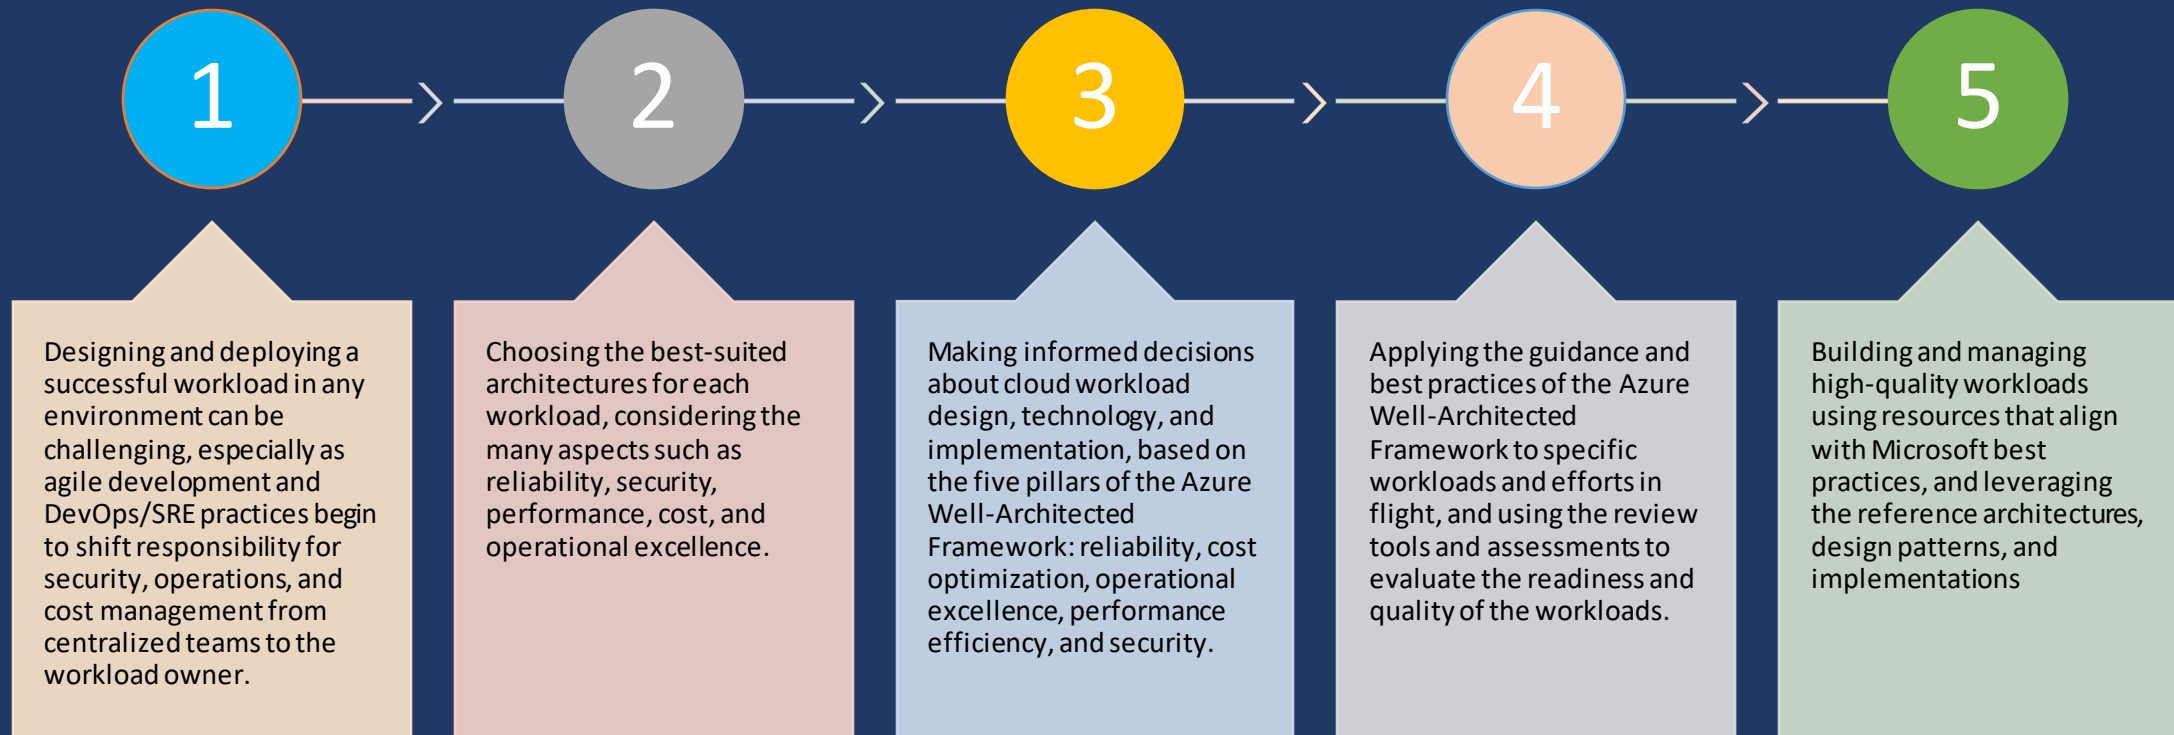 1
2
3
4
5
Designing and deploying a
successful workload in any
environment can be
challenging, especially as
agile development and
DevOps/SRE practices begin
to shift responsibility for
security, operations, and
cost management from
centralized teams to the
workload owner.
Choosing the best-suited
architectures for each
workload, considering the
many aspects such as
reliability, security,
performance, cost, and
operational excellence.
Making informed decisions
about cloud workload
design, technology, and
implementation, based on
the five pillars of the Azure
Well-Architected
Framework: reliability, cost
optimization, operational
excellence, performance
efficiency, and security.
Applying the guidance and
best practices of the Azure
Well-Architected
Framework to specific
workloads and efforts in
flight, and using the review
tools and assessments to
evaluate the readiness and
quality of the workloads.
Building and managing
high-quality workloads
using resources that align
with Microsoft best
practices, and leveraging
the reference architectures,
design patterns, and
implementations